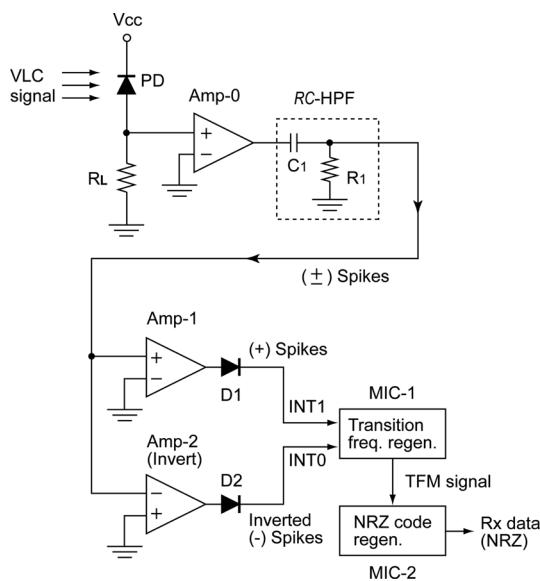 Vcc
VLC
signal
PD
Amp-0
RC-HPF
+
−
C1
RL
R1
(±) Spikes
Amp-1
+
−
(+) Spikes
D1
INT1
MIC-1
Transition
freq. regen.
Amp-2
(Invert)
INT0
D2
−
+
TFM signal
Inverted
(-) Spikes
NRZ code
regen.
Rx data
(NRZ)
MIC-2